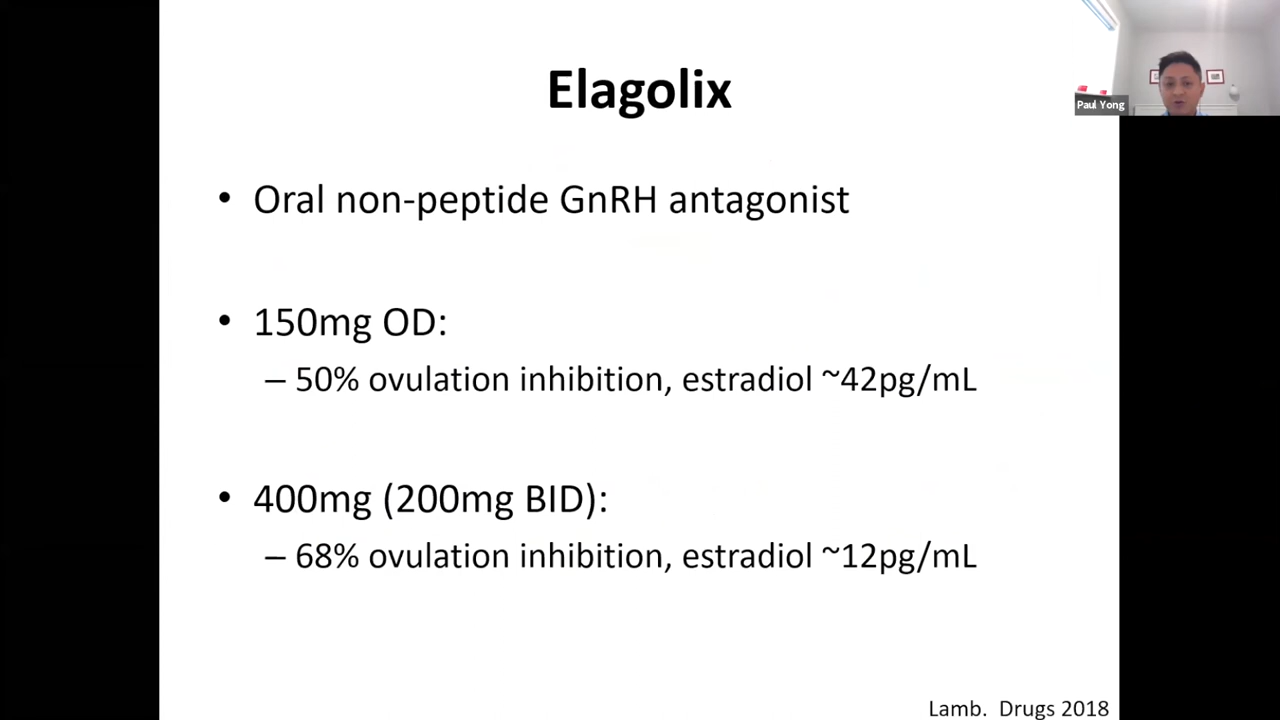 Elagolix
Paul Yong
• Oral non-peptide GnRH antagonist
• 150mg OD:
– 50% ovulation inhibition, estradiol ~42pg/mL
• 400mg (200mg BID):
– 68% ovulation inhibition, estradiol ~12pg/mL
Lamb. Drugs 2018